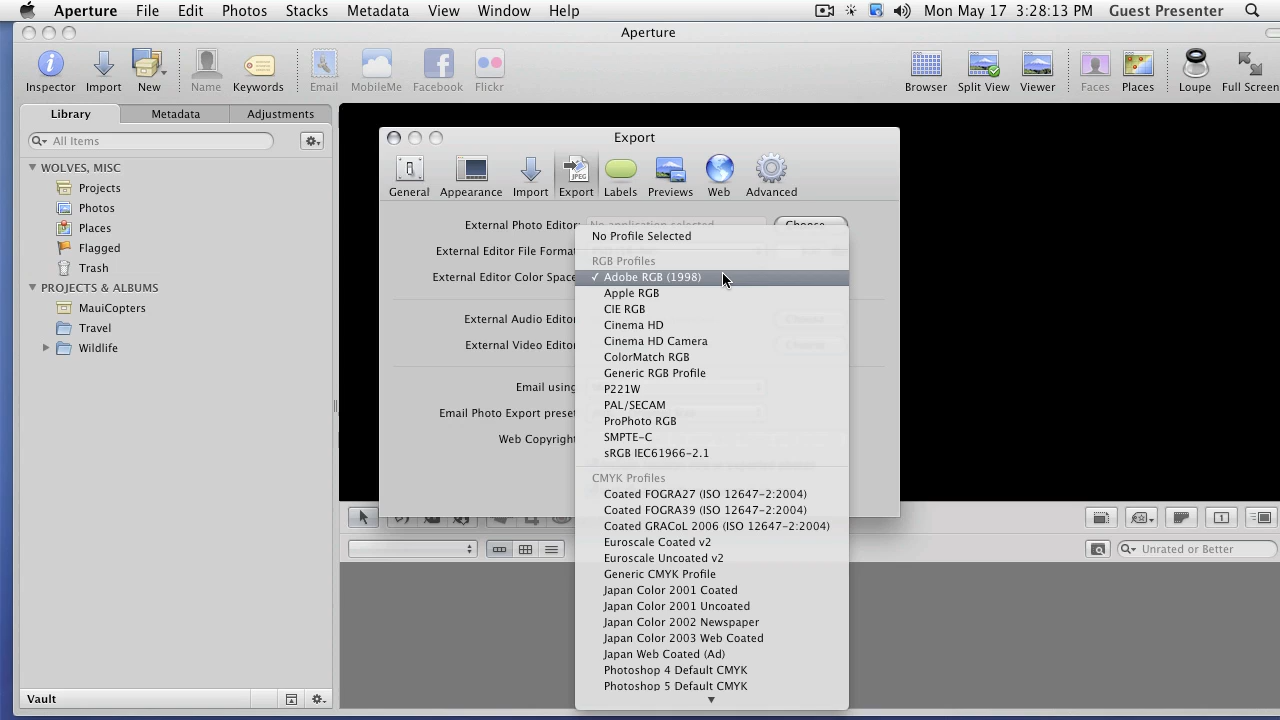 Aperture File Edit Photos Stacks Metadata View Window Help Mon May 17 3:28:13 PM Guest Presenter
Aperture
Inspector Import New Name Keywords Email MobileMe Facebook Flickr Browser Split View Viewer Faces Places Loupe Full Screen
Library Metadata Adjustments
All Items
WOLVES, MISC
Projects
Photos
Places
Flagged
Trash
PROJECTS & ALBUMS
MauiCopters
Travel
Wildlife
Vault
Export
General Appearance Import Export Labels Previews Web Advanced
JPEG
External Photo Editor: No application selected Choose...
External Editor File Format
External Editor Color Space
External Audio Editor
External Video Editor
Email using
Email Photo Export preset
Web Copyright
No Profile Selected
RGB Profiles
✓ Adobe RGB (1998)
Apple RGB
CIE RGB
Cinema HD
Cinema HD Camera
ColorMatch RGB
Generic RGB Profile
P221W
PAL/SECAM
ProPhoto RGB
SMPTE-C
sRGB IEC61966-2.1
CMYK Profiles
Coated FOGRA27 (ISO 12647-2:2004)
Coated FOGRA39 (ISO 12647-2:2004)
Coated GRACoL 2006 (ISO 12647-2:2004)
Euroscale Coated v2
Euroscale Uncoated v2
Generic CMYK Profile
Japan Color 2001 Coated
Japan Color 2001 Uncoated
Japan Color 2002 Newspaper
Japan Color 2003 Web Coated
Japan Web Coated (Ad)
Photoshop 4 Default CMYK
Photoshop 5 Default CMYK
1
Unrated or Better